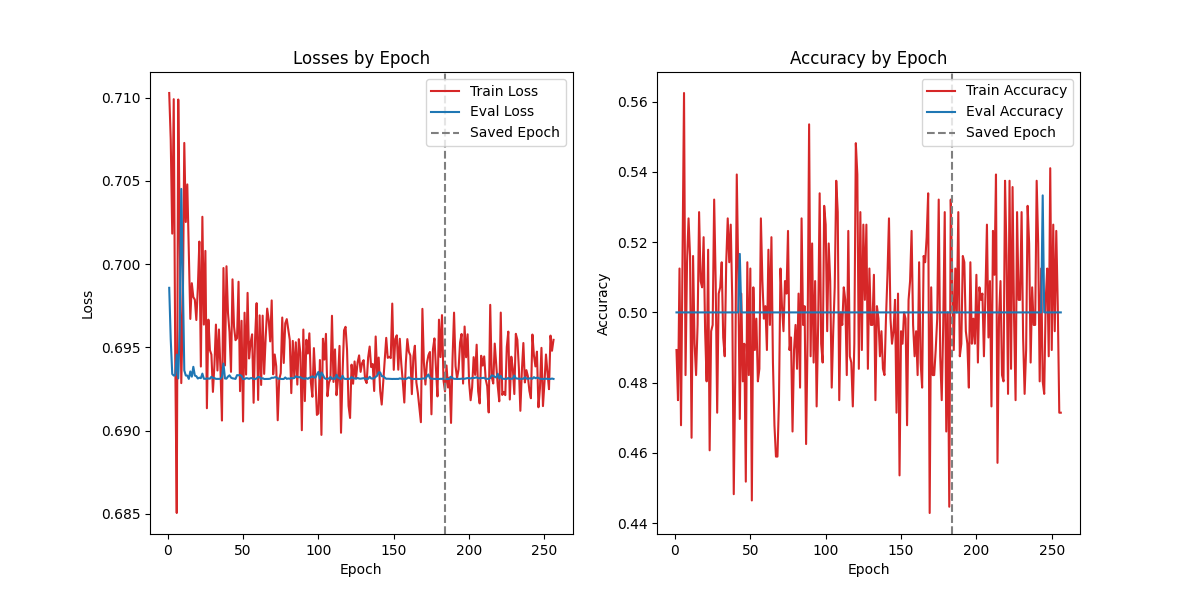 Losses by Epoch
Train Loss
Eval Loss
Saved Epoch
0.710
0.705
0.700
0.695
0.690
0.685
Loss
0
50
100
150
200
250
Epoch
Accuracy by Epoch
Train Accuracy
Eval Accuracy
Saved Epoch
0.56
0.54
0.52
0.50
0.48
0.46
0.44
Accuracy
0
50
100
150
200
250
Epoch